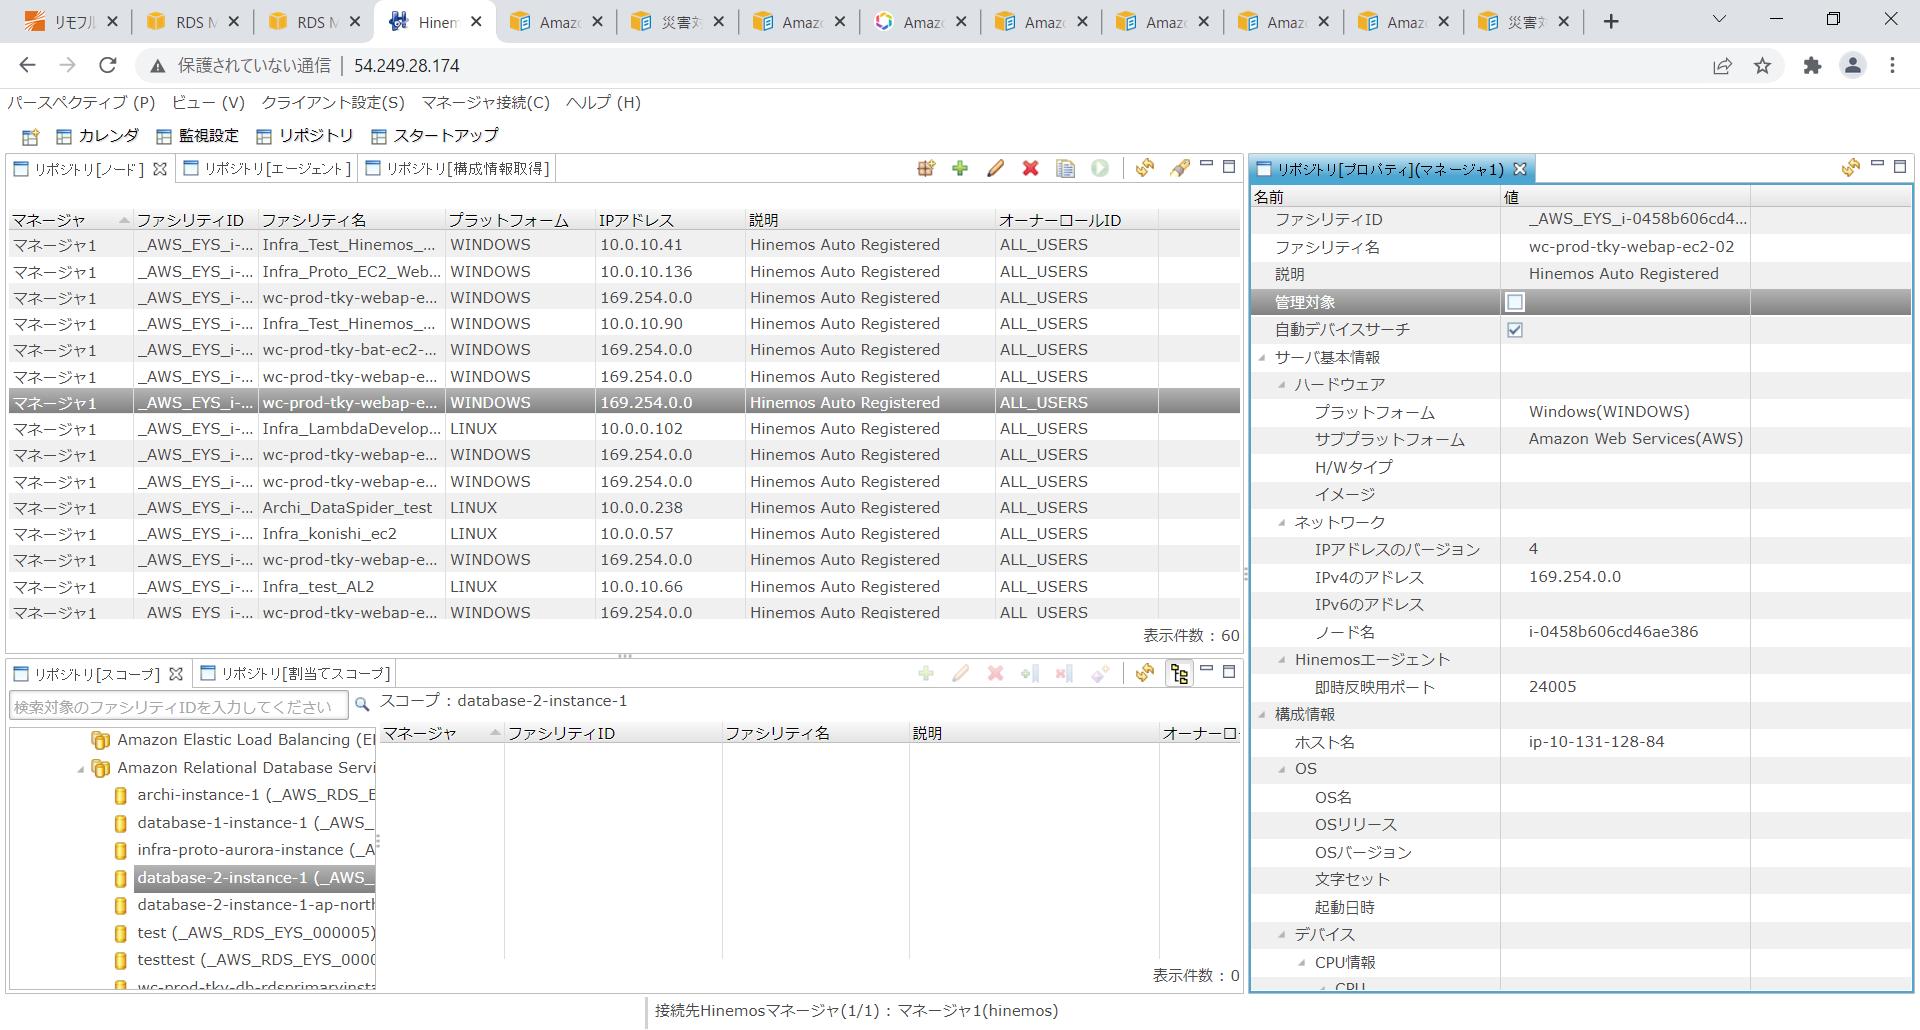 リモフル
RDS M
RDS M
Hinem
Amazo
災害対
Amazo
Amazo
Amazo
Amazo
Amazo
Amazo
災害対
保護されていない通信
54.249.28.174
パースペクティブ (P) ビュー (V) クライアント設定(S) マネージャ接続(C) ヘルプ (H)
カレンダ 監視設定 リポジトリ スタートアップ
リポジトリ[ノード] リポジトリ[エージェント] リポジトリ[構成情報取得]
マネージャ ファシリティID ファシリティ名 プラットフォーム IPアドレス 説明 オーナーロールID
マネージャ1 _AWS_EYS_i-... Infra_Test_Hinemos_... WINDOWS 10.0.10.41 Hinemos Auto Registered ALL_USERS
マネージャ1 _AWS_EYS_i-... Infra_Proto_EC2_Web... WINDOWS 10.0.10.136 Hinemos Auto Registered ALL_USERS
マネージャ1 _AWS_EYS_i-... wc-prod-tky-webap-e... WINDOWS 169.254.0.0 Hinemos Auto Registered ALL_USERS
マネージャ1 _AWS_EYS_i-... Infra_Test_Hinemos_... WINDOWS 10.0.10.90 Hinemos Auto Registered ALL_USERS
マネージャ1 _AWS_EYS_i-... wc-prod-tky-bat-ec2-... WINDOWS 169.254.0.0 Hinemos Auto Registered ALL_USERS
マネージャ1 _AWS_EYS_i-... wc-prod-tky-webap-e... WINDOWS 169.254.0.0 Hinemos Auto Registered ALL_USERS
マネージャ1 _AWS_EYS_i-... wc-prod-tky-webap-e... WINDOWS 169.254.0.0 Hinemos Auto Registered ALL_USERS
マネージャ1 _AWS_EYS_i-... Infra_LambdaDevelop... LINUX 10.0.0.102 Hinemos Auto Registered ALL_USERS
マネージャ1 _AWS_EYS_i-... wc-prod-tky-webap-e... WINDOWS 169.254.0.0 Hinemos Auto Registered ALL_USERS
マネージャ1 _AWS_EYS_i-... wc-prod-tky-webap-e... WINDOWS 169.254.0.0 Hinemos Auto Registered ALL_USERS
マネージャ1 _AWS_EYS_i-... Archi_DataSpider_test LINUX 10.0.0.238 Hinemos Auto Registered ALL_USERS
マネージャ1 _AWS_EYS_i-... Infra_konishi_ec2 LINUX 10.0.0.57 Hinemos Auto Registered ALL_USERS
マネージャ1 _AWS_EYS_i-... wc-prod-tky-webap-e... WINDOWS 169.254.0.0 Hinemos Auto Registered ALL_USERS
マネージャ1 _AWS_EYS_i-... Infra_test_AL2 LINUX 10.0.10.66 Hinemos Auto Registered ALL_USERS
マネージャ1 _AWS_EYS_i-... wc-prod-tky-webap-e... WINDOWS 169.254.0.0 Hinemos Auto Registered ALL_USERS
表示件数 : 60
リポジトリ[スコープ] リポジトリ[割当てスコープ]
検索対象のファシリティIDを入力してください
スコープ : database-2-instance-1
マネージャ ファシリティID ファシリティ名 説明 オーナーロー
Amazon Elastic Load Balancing (El
Amazon Relational Database Servi
archi-instance-1 (_AWS_RDS_E
database-1-instance-1 (_AWS_
infra-proto-aurora-instance (_A
database-2-instance-1 (_AWS_
database-2-instance-1-ap-north
test (_AWS_RDS_EYS_000005)
testtest (_AWS_RDS_EYS_0000
wc-prod-tky-db-rdsprimaryinsta
表示件数 : 0
リポジトリ[プロパティ](マネージャ1)
名前 値
ファシリティID _AWS_EYS_i-0458b606cd4...
ファシリティ名 wc-prod-tky-webap-ec2-02
説明 Hinemos Auto Registered
管理対象
自動デバイスサーチ
サーバ基本情報
ハードウェア
プラットフォーム Windows(WINDOWS)
サブプラットフォーム Amazon Web Services(AWS)
H/Wタイプ
イメージ
ネットワーク
IPアドレスのバージョン 4
IPv4のアドレス 169.254.0.0
IPv6のアドレス
ノード名 i-0458b606cd46ae386
Hinemosエージェント
即時反映用ポート 24005
構成情報
ホスト名 ip-10-131-128-84
OS
OS名
OSリリース
OSバージョン
文字セット
起動日時
デバイス
CPU情報
CPU
接続先Hinemosマネージャ(1/1) : マネージャ1(hinemos)